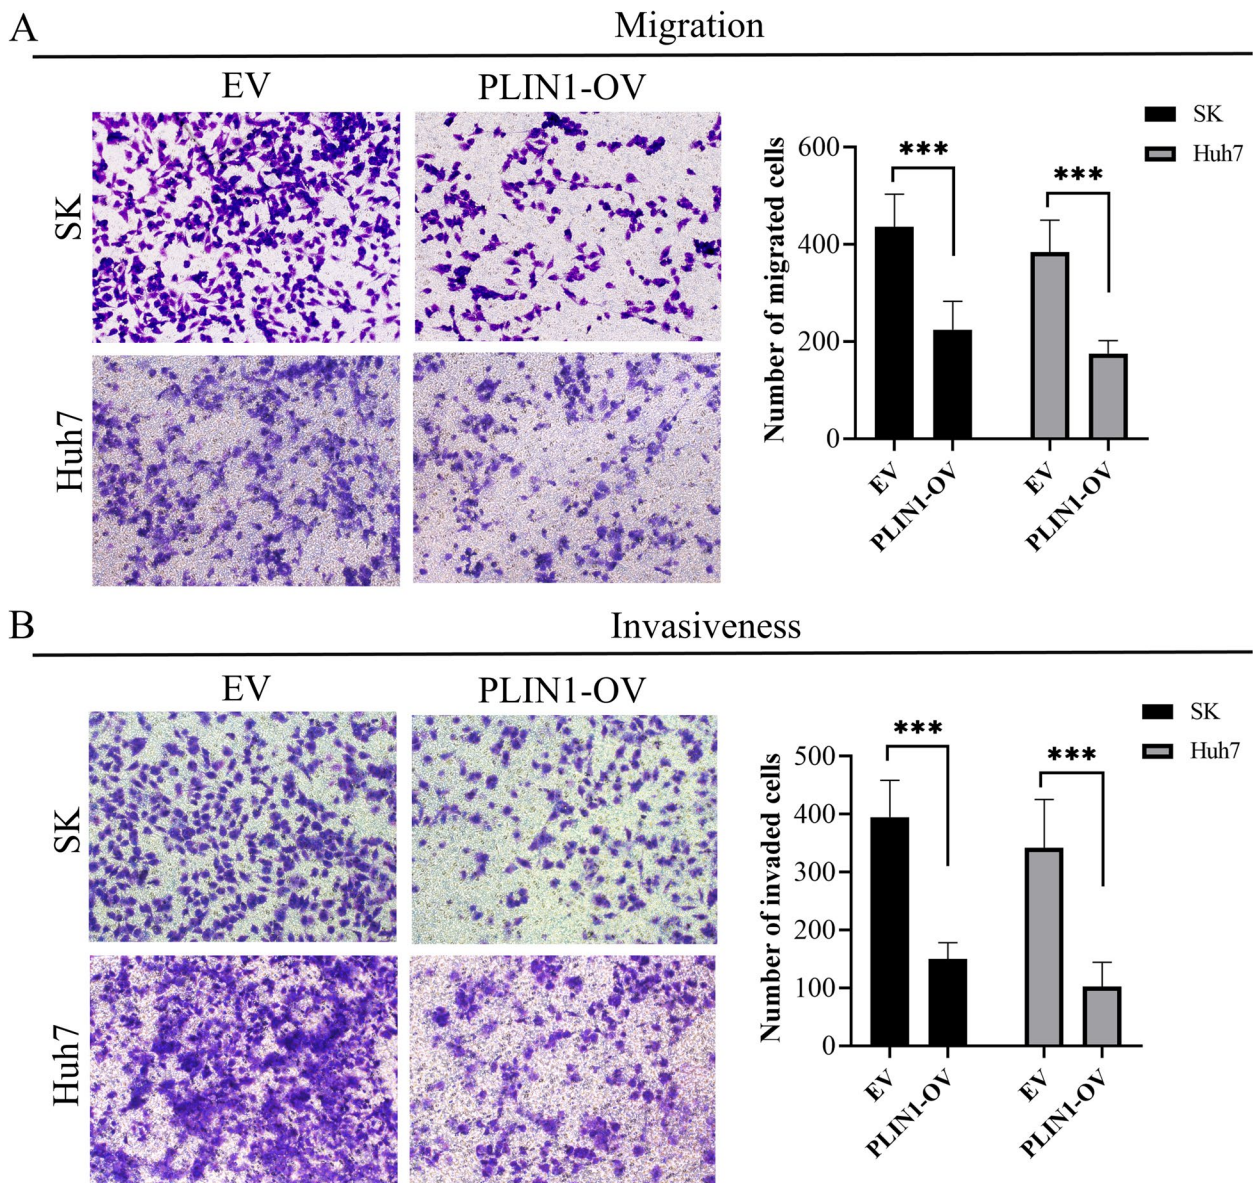 A
Migration
EV
PLIN1-OV
SK
Huh7
SK
Huh7
600
400
200
0
Number of migrated cells
***
***
EV
PLIN1-OV
EV
PLIN1-OV
B
Invasiveness
EV
PLIN1-OV
SK
Huh7
SK
Huh7
500
400
300
200
100
0
Number of invaded cells
***
***
EV
PLIN1-OV
EV
PLIN1-OV